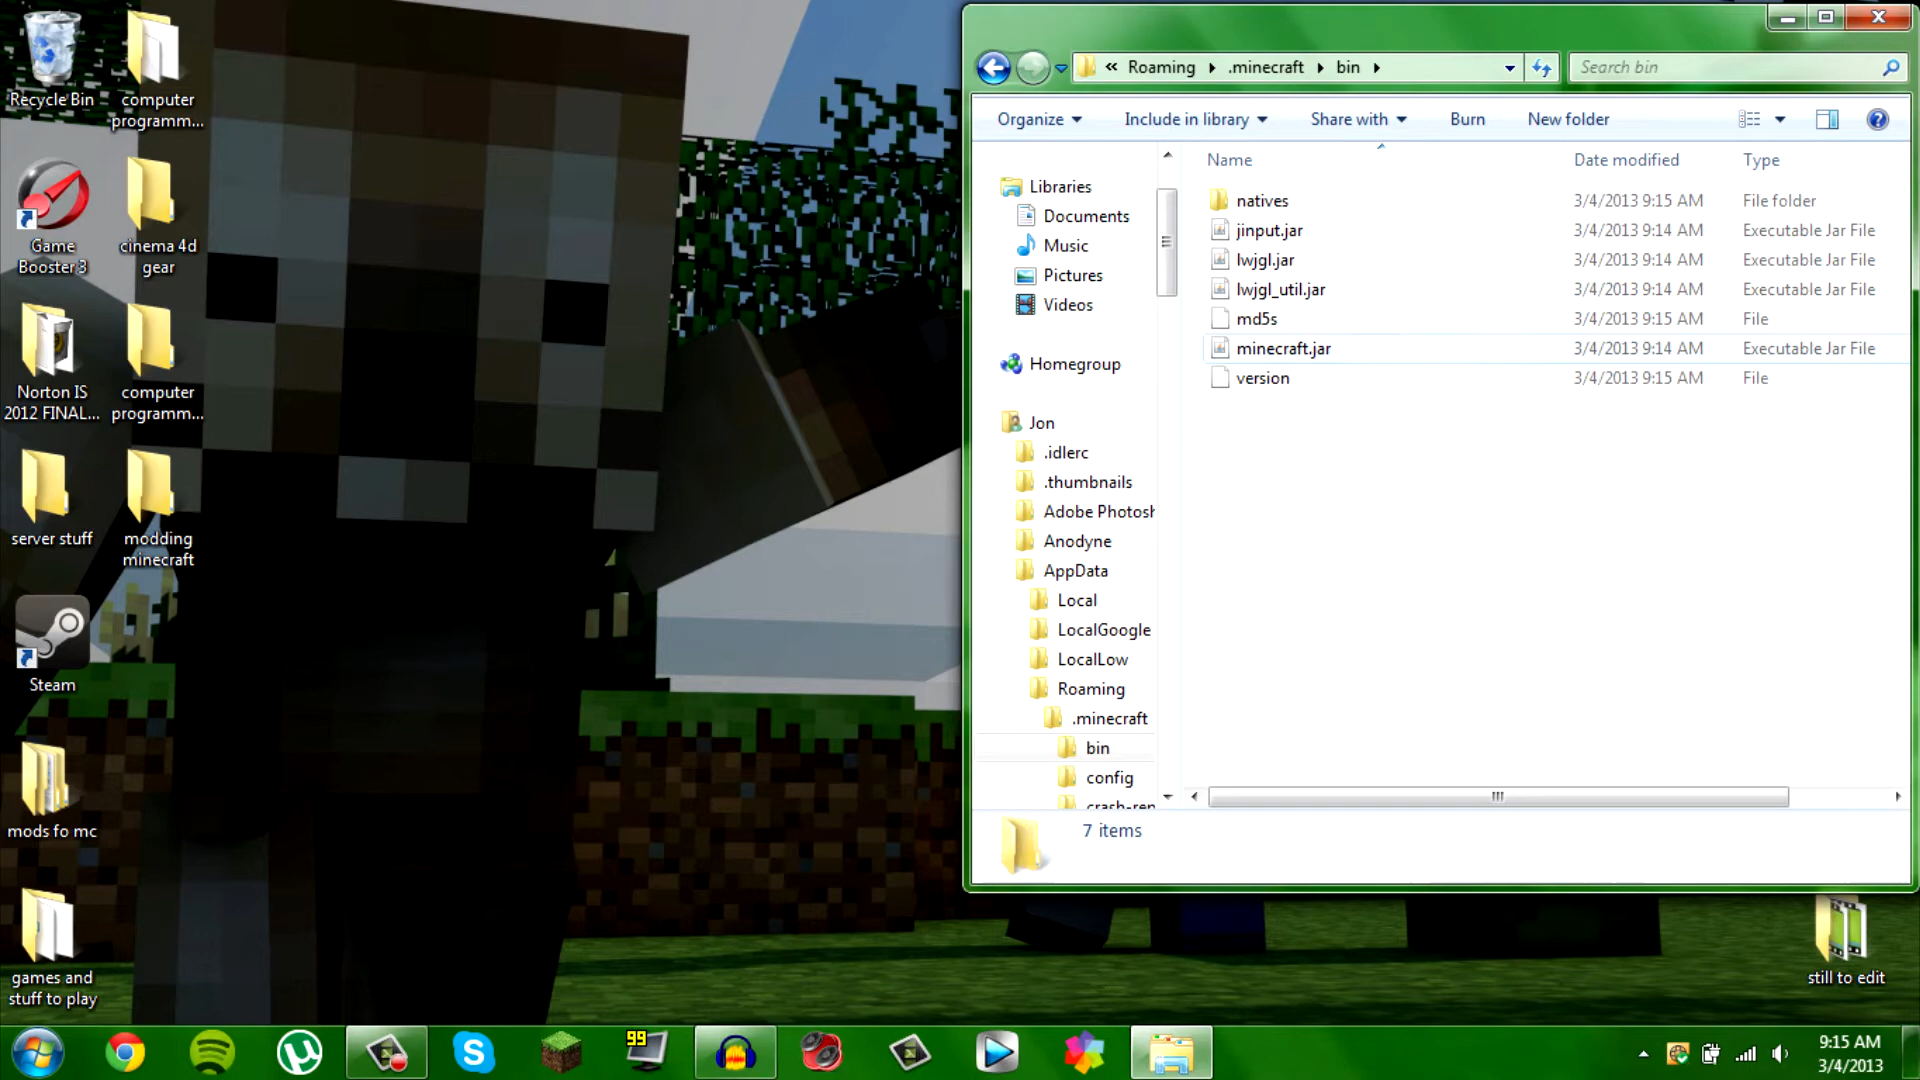 Recycle Bin
computer
programm...
Game
Booster 3
cinema 4d
gear
Norton IS
2012 FINAL...
computer
programm...
server stuff
modding
minecraft
Steam
mods fo mc
games and
stuff to play
« Roaming .minecraft bin
Search bin
Organize Include in library Share with Burn New folder
Libraries
Documents
Music
Pictures
Videos
Homegroup
Jon
.idlerc
.thumbnails
Adobe Photosh
Anodyne
AppData
Local
LocalGoogle
LocalLow
Roaming
.minecraft
bin
config
crash-rep
Name Date modified Type
natives 3/4/2013 9:15 AM File folder
jinput.jar 3/4/2013 9:14 AM Executable Jar File
lwjgl.jar 3/4/2013 9:14 AM Executable Jar File
lwjgl_util.jar 3/4/2013 9:14 AM Executable Jar File
md5s 3/4/2013 9:15 AM File
minecraft.jar 3/4/2013 9:14 AM Executable Jar File
version 3/4/2013 9:15 AM File
7 items
still to edit
99
9:15 AM
3/4/2013